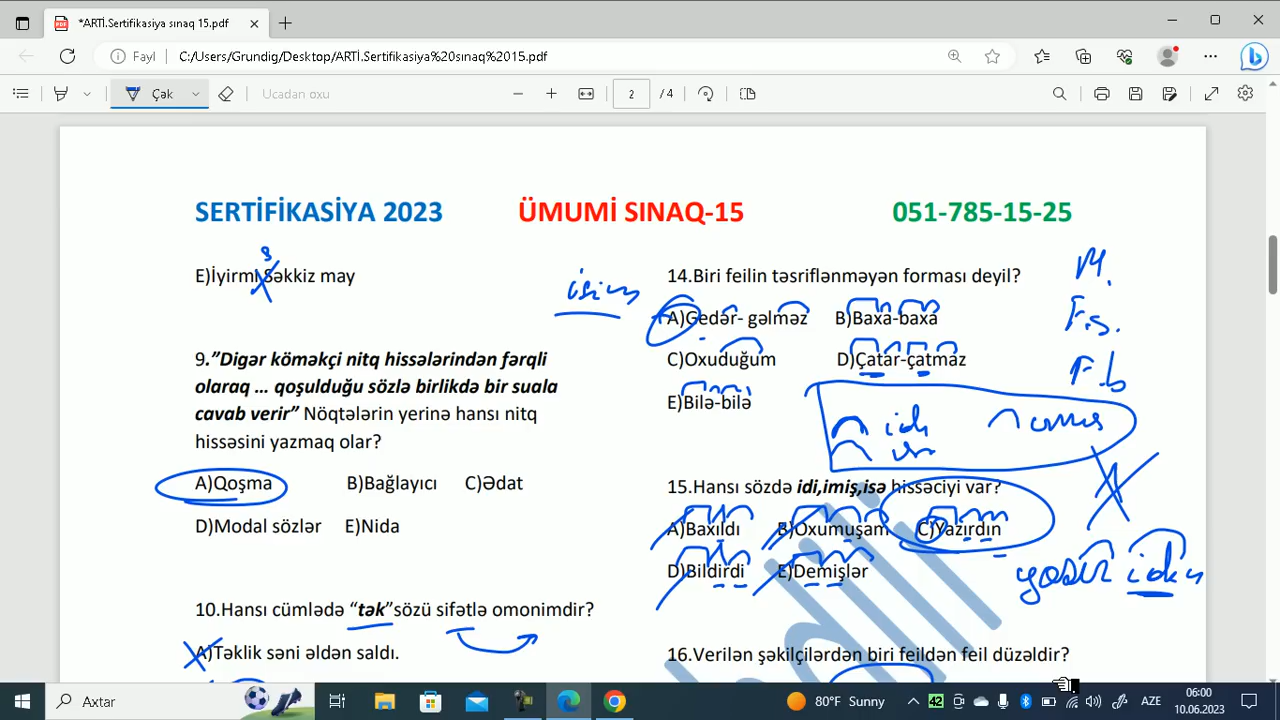 *ARTİ.Sertifikasiya sınaq 15.pdf
Fayl C:/Users/Grundig/Desktop/ARTİ.Sertifikasiya%20sınaq%2015.pdf
Çək Ucadan oxu 2 / 4
SERTİFİKASİYA 2023 ÜMUMİ SINAQ-15 051-785-15-25
E)İyirmi Səkkiz may
8
isim
9."Digər köməkçi nitq hissələrindən fərqli
olaraq ... qoşulduğu sözlə birlikdə bir suala
cavab verir" Nöqtələrin yerinə hansı nitq
hissəsini yazmaq olar?
A)Qoşma B)Bağlayıcı C)Ədat
D)Modal sözlər E)Nida
10.Hansı cümlədə "tək"sözü sifətlə omonimdir?
A)Təklik səni əldən saldı.
14.Biri feilin təsriflənməyən forması deyil?
A)Gedər- gəlməz B)Baxa-baxa
C)Oxuduğum D)Çatar-çatmaz
E)Bilə-bilə
M.
F.s.
F.b
idi
15.Hansı sözdə idi,imiş,isə hissəciyi var?
A)Baxıldı B)Oxumuşam C)Yazırdın
D)Bildirdi E)Demişlər
16.Verilən şəkilçilərdən biri feildən feil düzəldir?
Axtar 80°F Sunny 42 AZE 06:00
10.06.2023